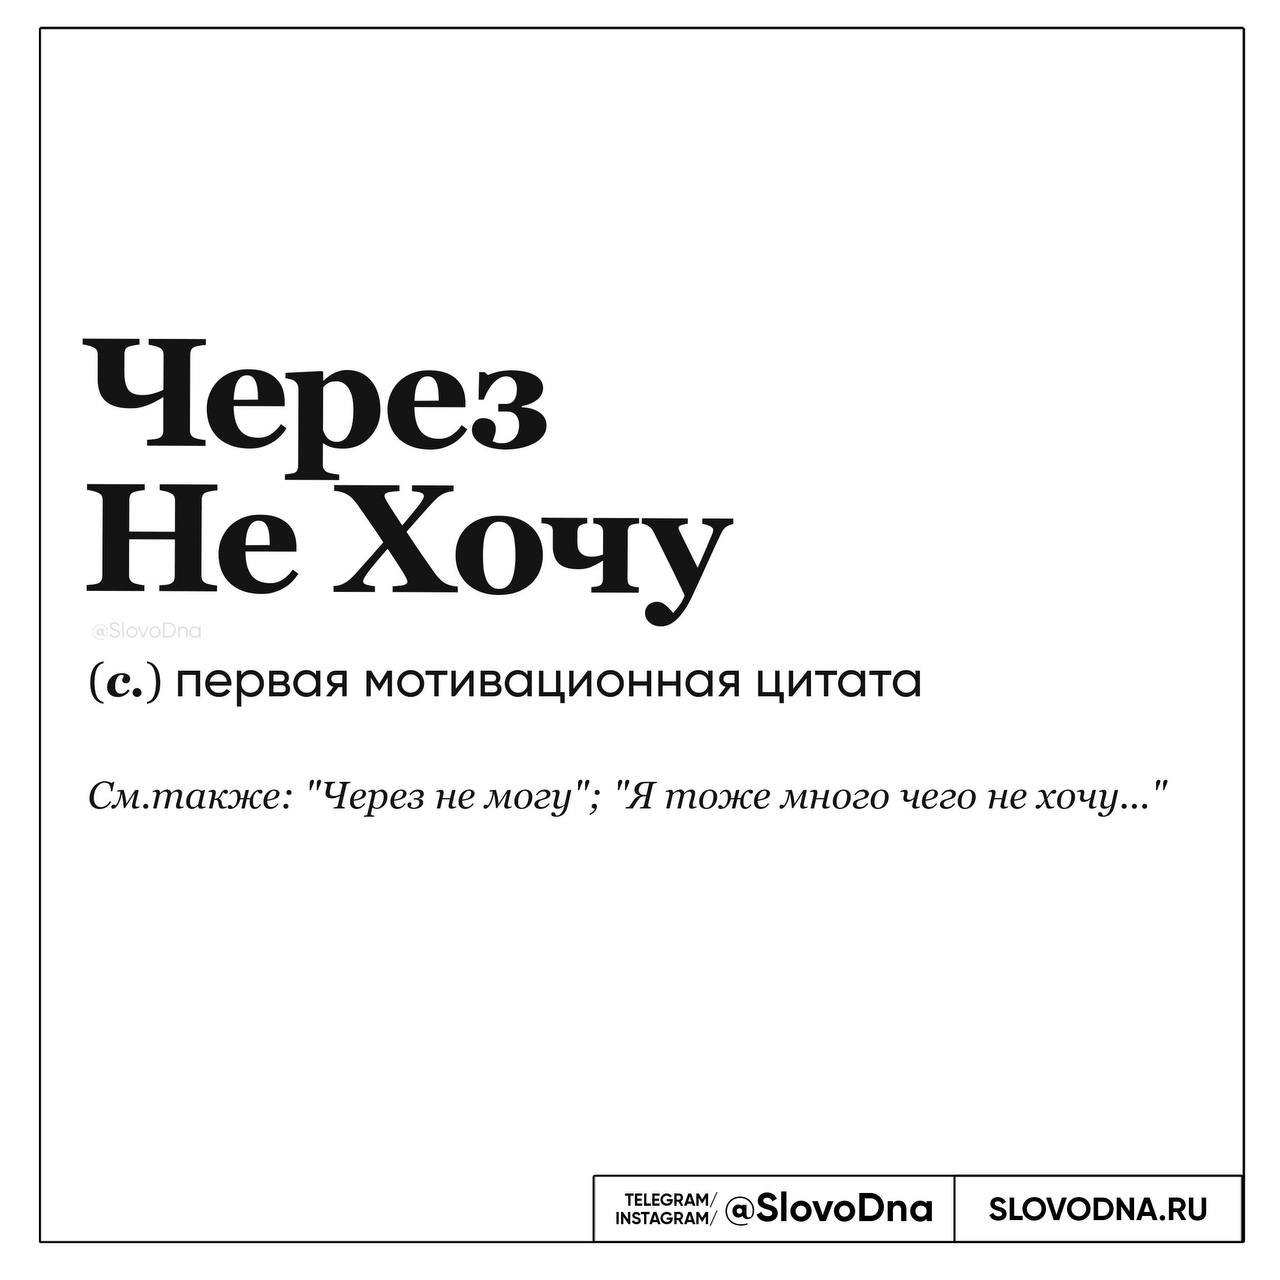 Через
Не Хочу
@SlovoDna
(с.) первая мотивационная цитата
См.также: "Через не могу"; "Я тоже много чего не хочу..."
TELEGRAM/
INSTAGRAM/
@SlovoDna
SLOVODNA.RU